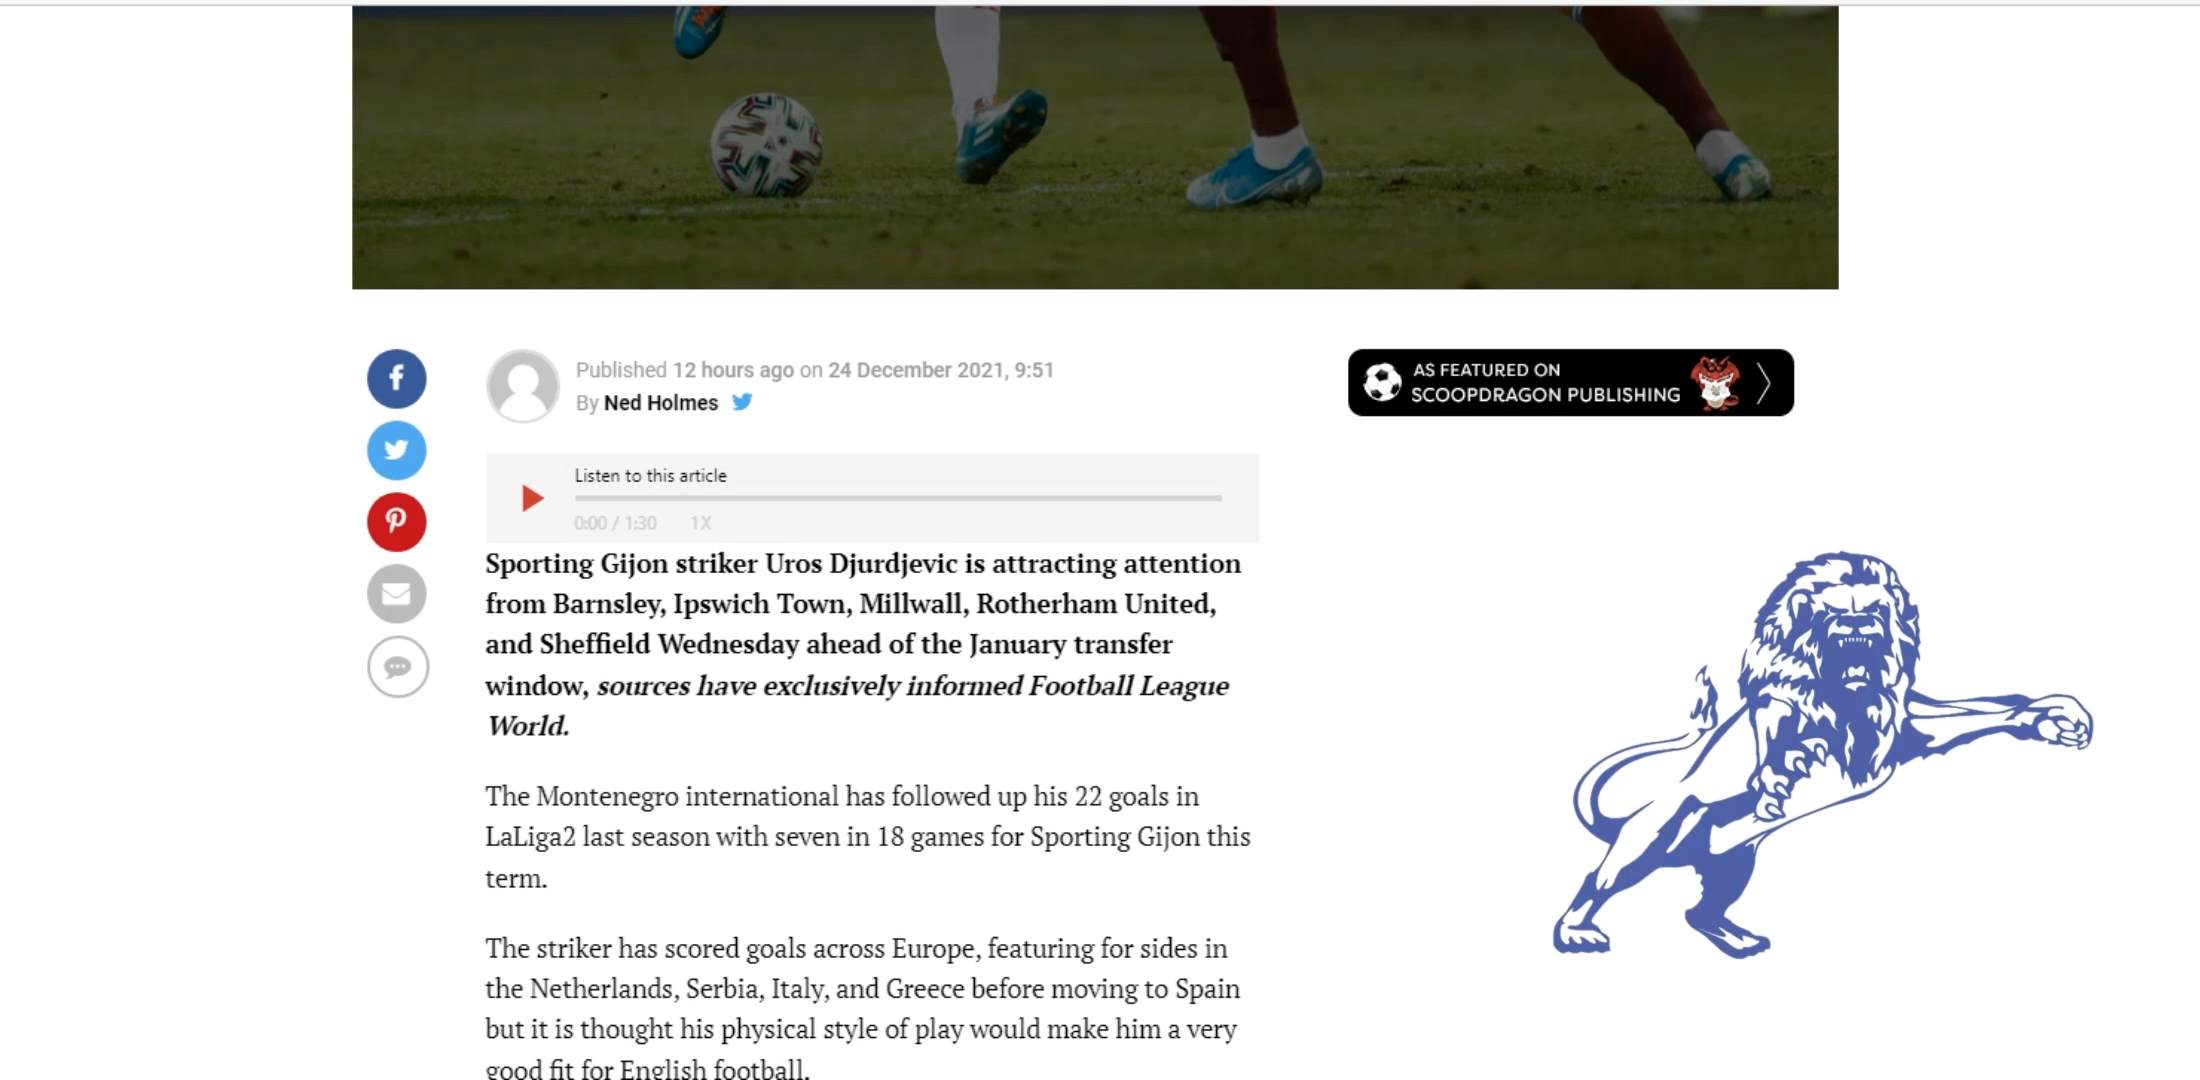 Published 12 hours ago on 24 December 2021, 9:51
By Ned Holmes
AS FEATURED ON
SCOOPDRAGON PUBLISHING
Listen to this article
0:00 / 1:30 1X
Sporting Gijon striker Uros Djurdjevic is attracting attention
from Barnsley, Ipswich Town, Millwall, Rotherham United,
and Sheffield Wednesday ahead of the January transfer
window, sources have exclusively informed Football League
World.
The Montenegro international has followed up his 22 goals in
LaLiga2 last season with seven in 18 games for Sporting Gijon this
term.
The striker has scored goals across Europe, featuring for sides in
the Netherlands, Serbia, Italy, and Greece before moving to Spain
but it is thought his physical style of play would make him a very
good fit for English football.